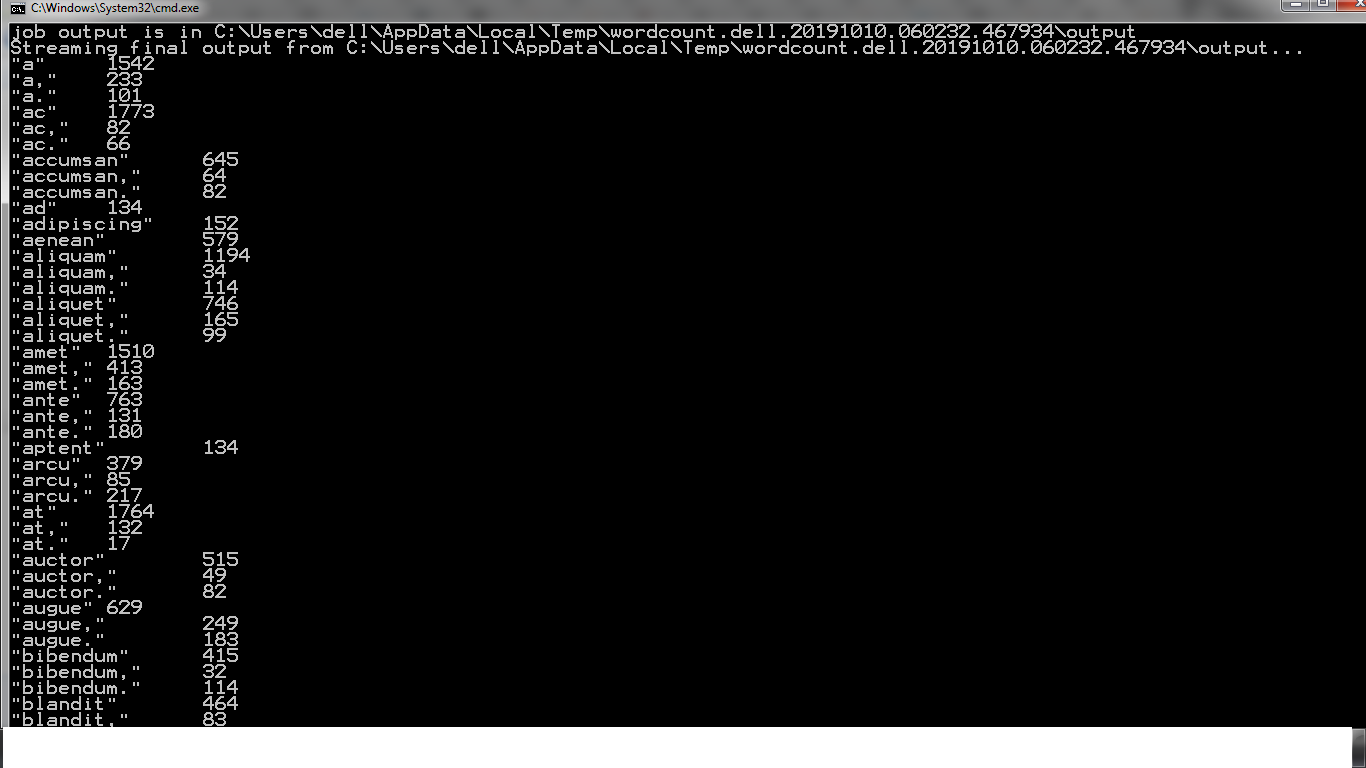 C:\Windows\System32\cmd.exe
job output is in C:\Users\dell\AppData\Local\Temp\wordcount.dell.20191010.060232.467934\output
Streaming final output from C:\Users\dell\AppData\Local\Temp\wordcount.dell.20191010.060232.467934\output...
"a" 1542
"a," 233
"a." 101
"ac" 1773
"ac," 82
"ac." 66
"accumsan" 645
"accumsan," 64
"accumsan." 82
"ad" 134
"adipiscing" 152
"aenean" 579
"aliquam" 1194
"aliquam," 34
"aliquam." 114
"aliquet" 746
"aliquet," 165
"aliquet." 99
"amet" 1510
"amet," 413
"amet." 163
"ante" 763
"ante," 131
"ante." 180
"aptent" 134
"arcu" 379
"arcu," 85
"arcu." 217
"at" 1764
"at," 132
"at." 17
"auctor" 515
"auctor," 49
"auctor." 82
"augue" 629
"augue," 249
"augue." 183
"bibendum" 415
"bibendum," 32
"bibendum." 114
"blandit" 464
"blandit," 83